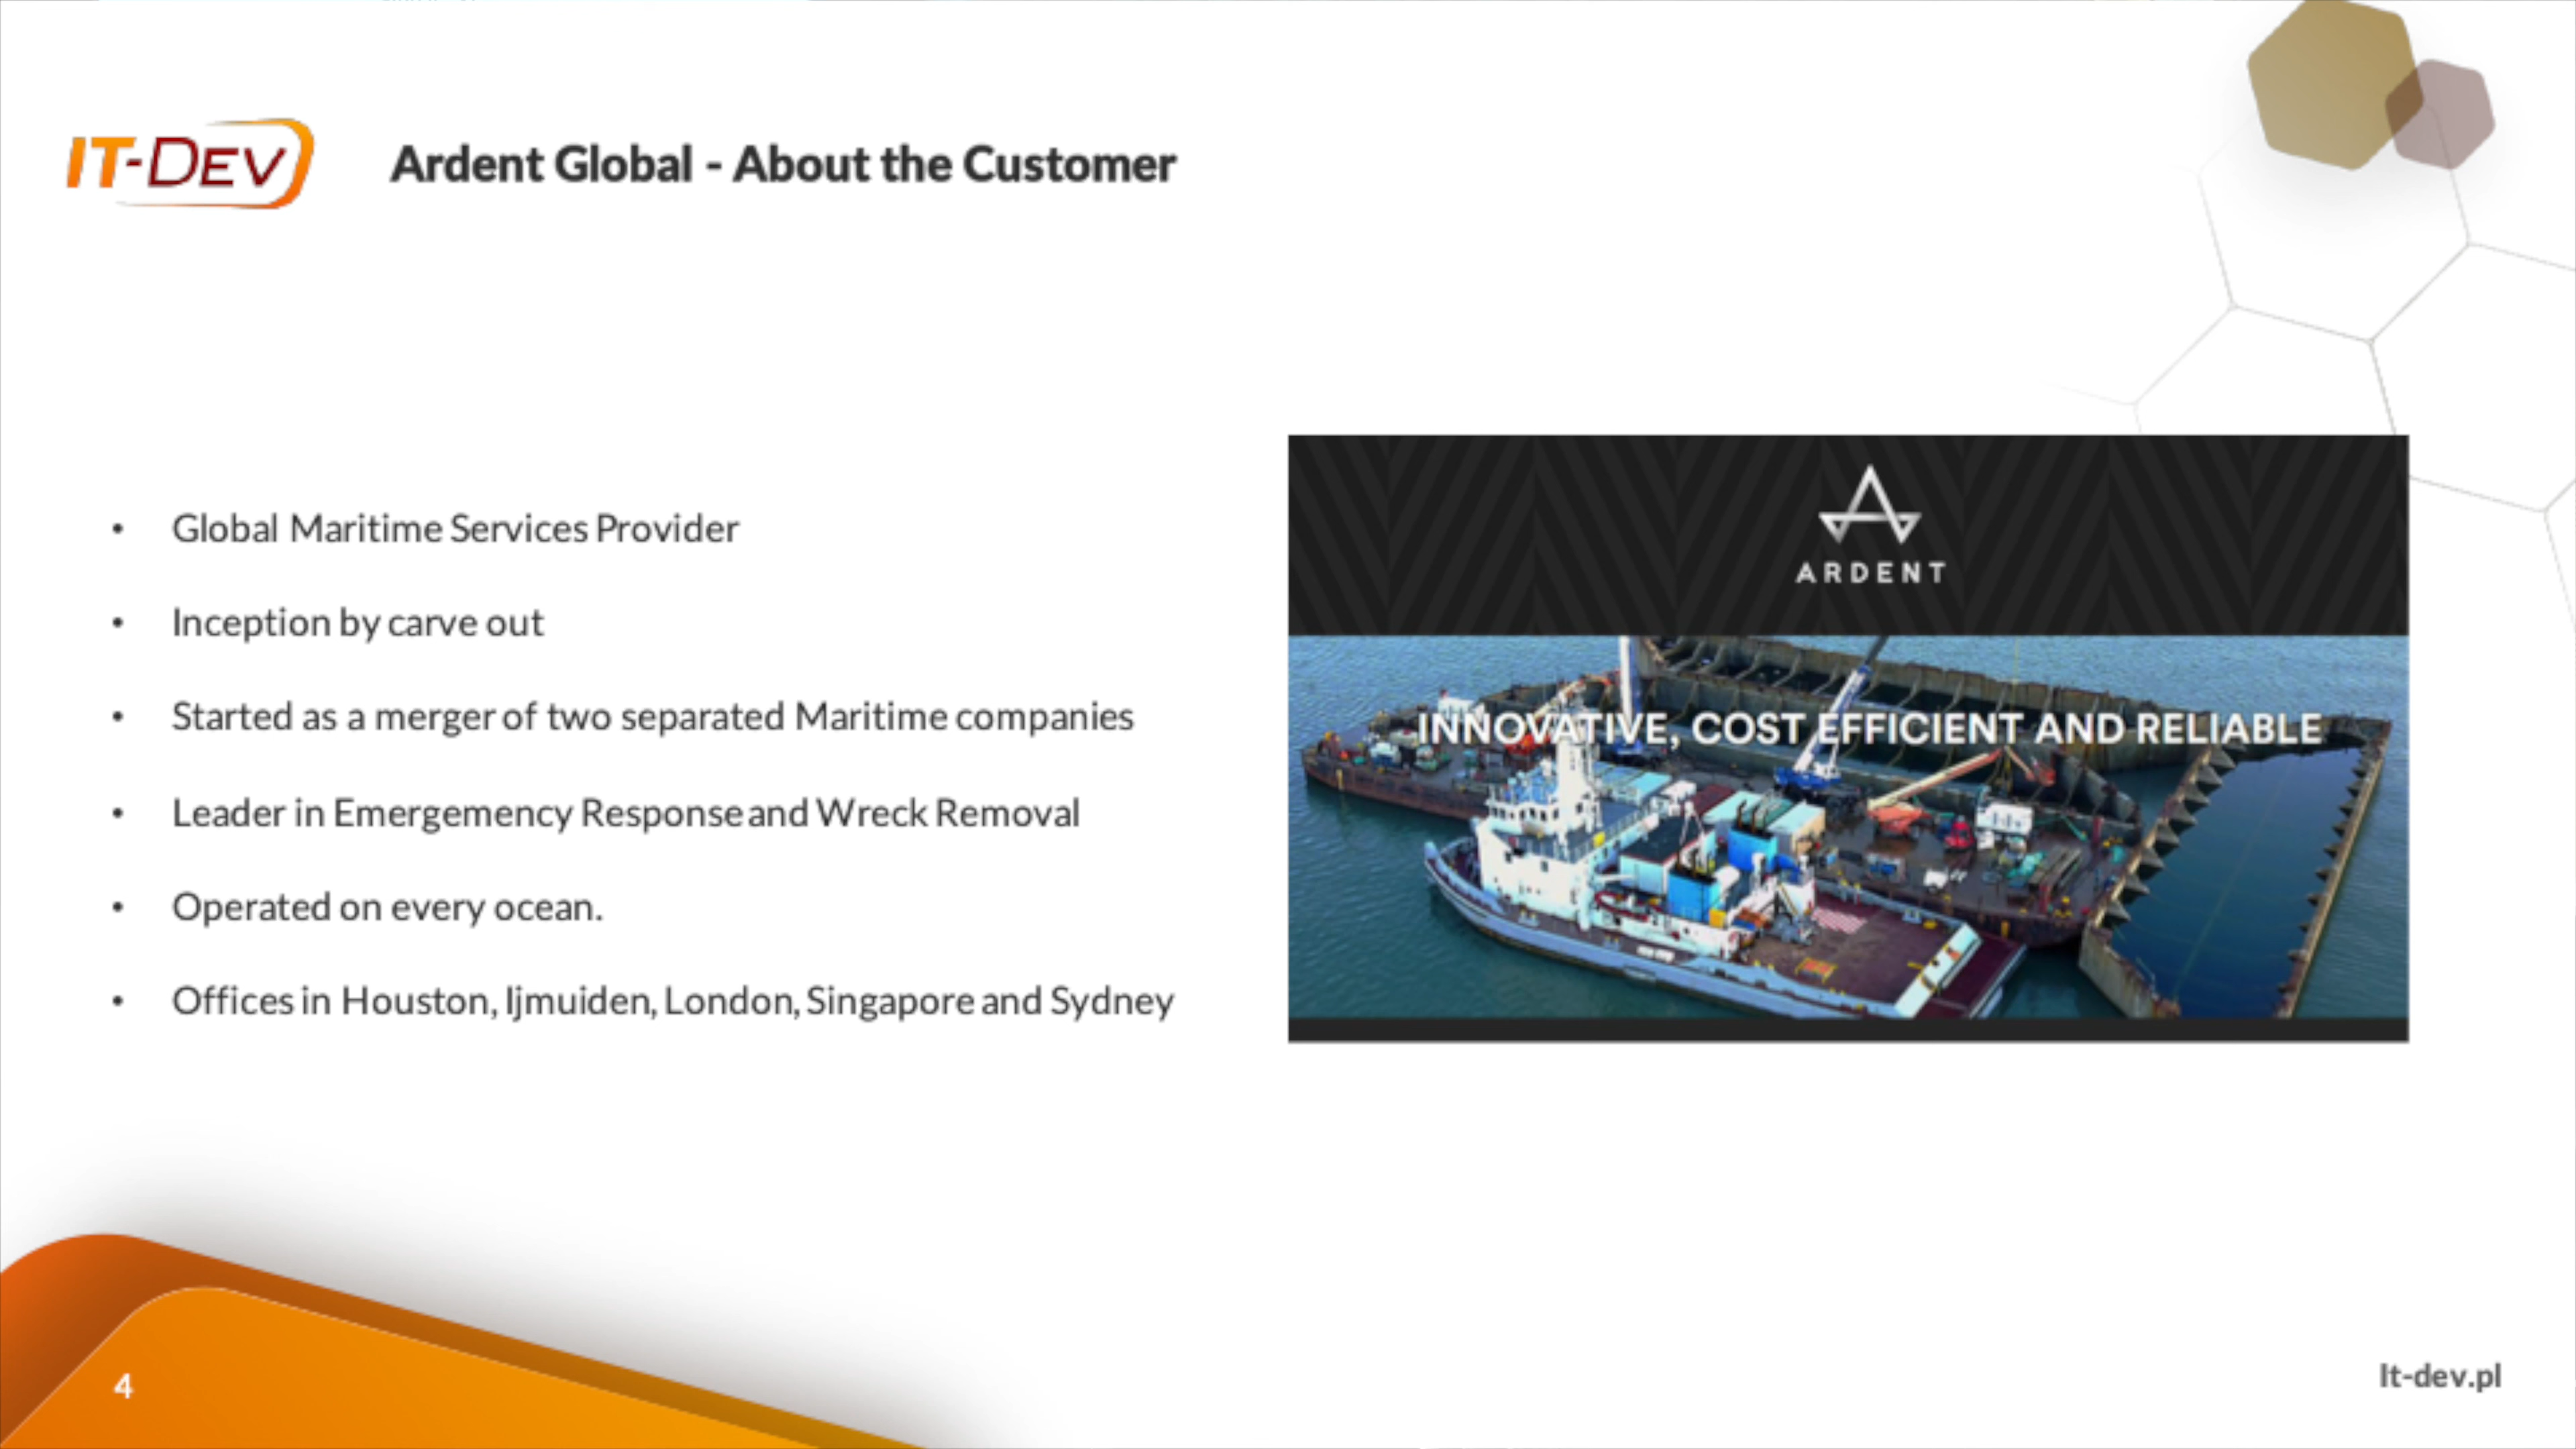 IT-DEV
Ardent Global - About the Customer
• Global Maritime Services Provider
• Inception by carve out
• Started as a merger of two separated Maritime companies
• Leader in Emergemency Response and Wreck Removal
• Operated on every ocean.
• Offices in Houston, Ijmuiden, London, Singapore and Sydney
ARDENT
INNOVATIVE, COST EFFICIENT AND RELIABLE
4
It-dev.pl